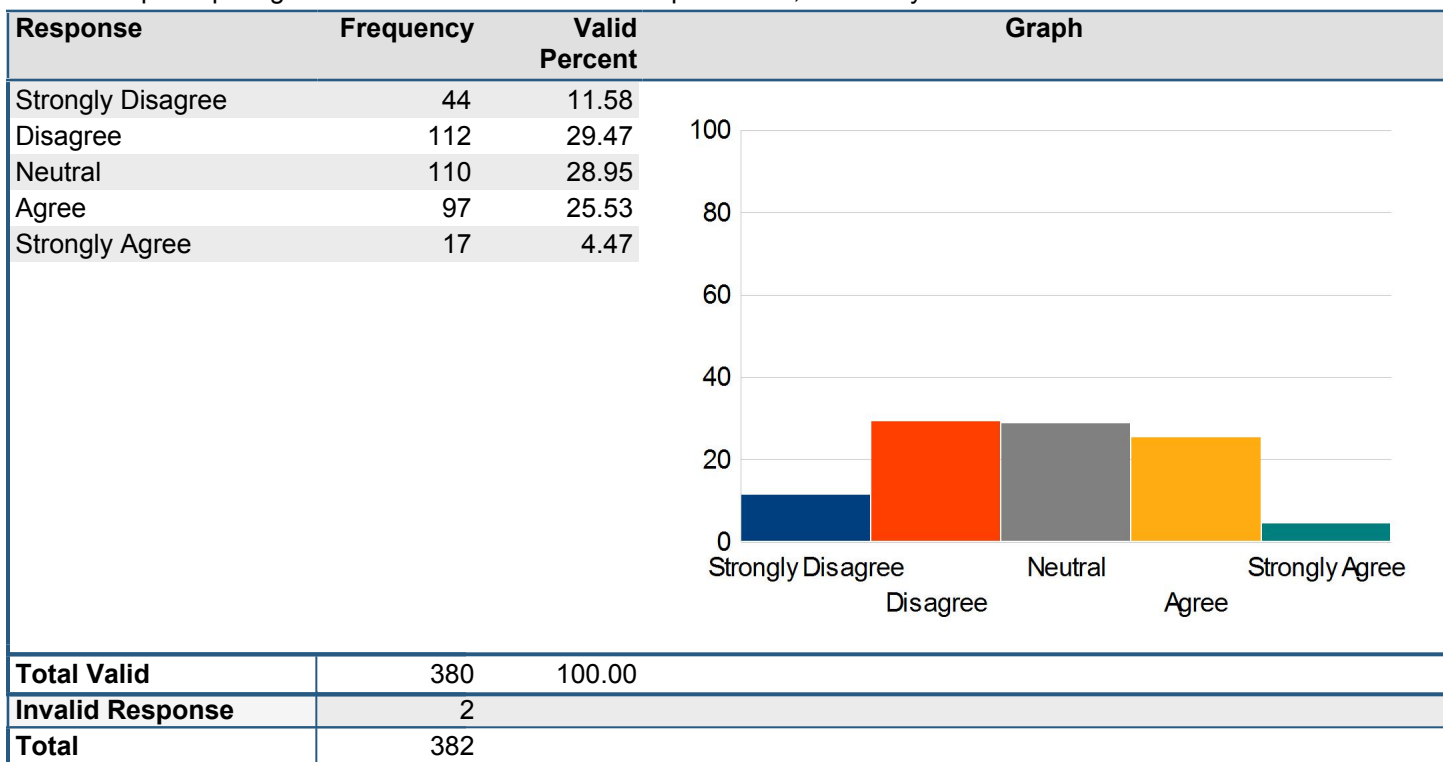 Response Frequency Valid Percent Graph
Strongly Disagree 44 11.58
Disagree 112 29.47
Neutral 110 28.95
Agree 97 25.53
Strongly Agree 17 4.47
100
80
60
40
20
0
Strongly Disagree Neutral Strongly Agree
Disagree Agree
Total Valid 380 100.00
Invalid Response 2
Total 382